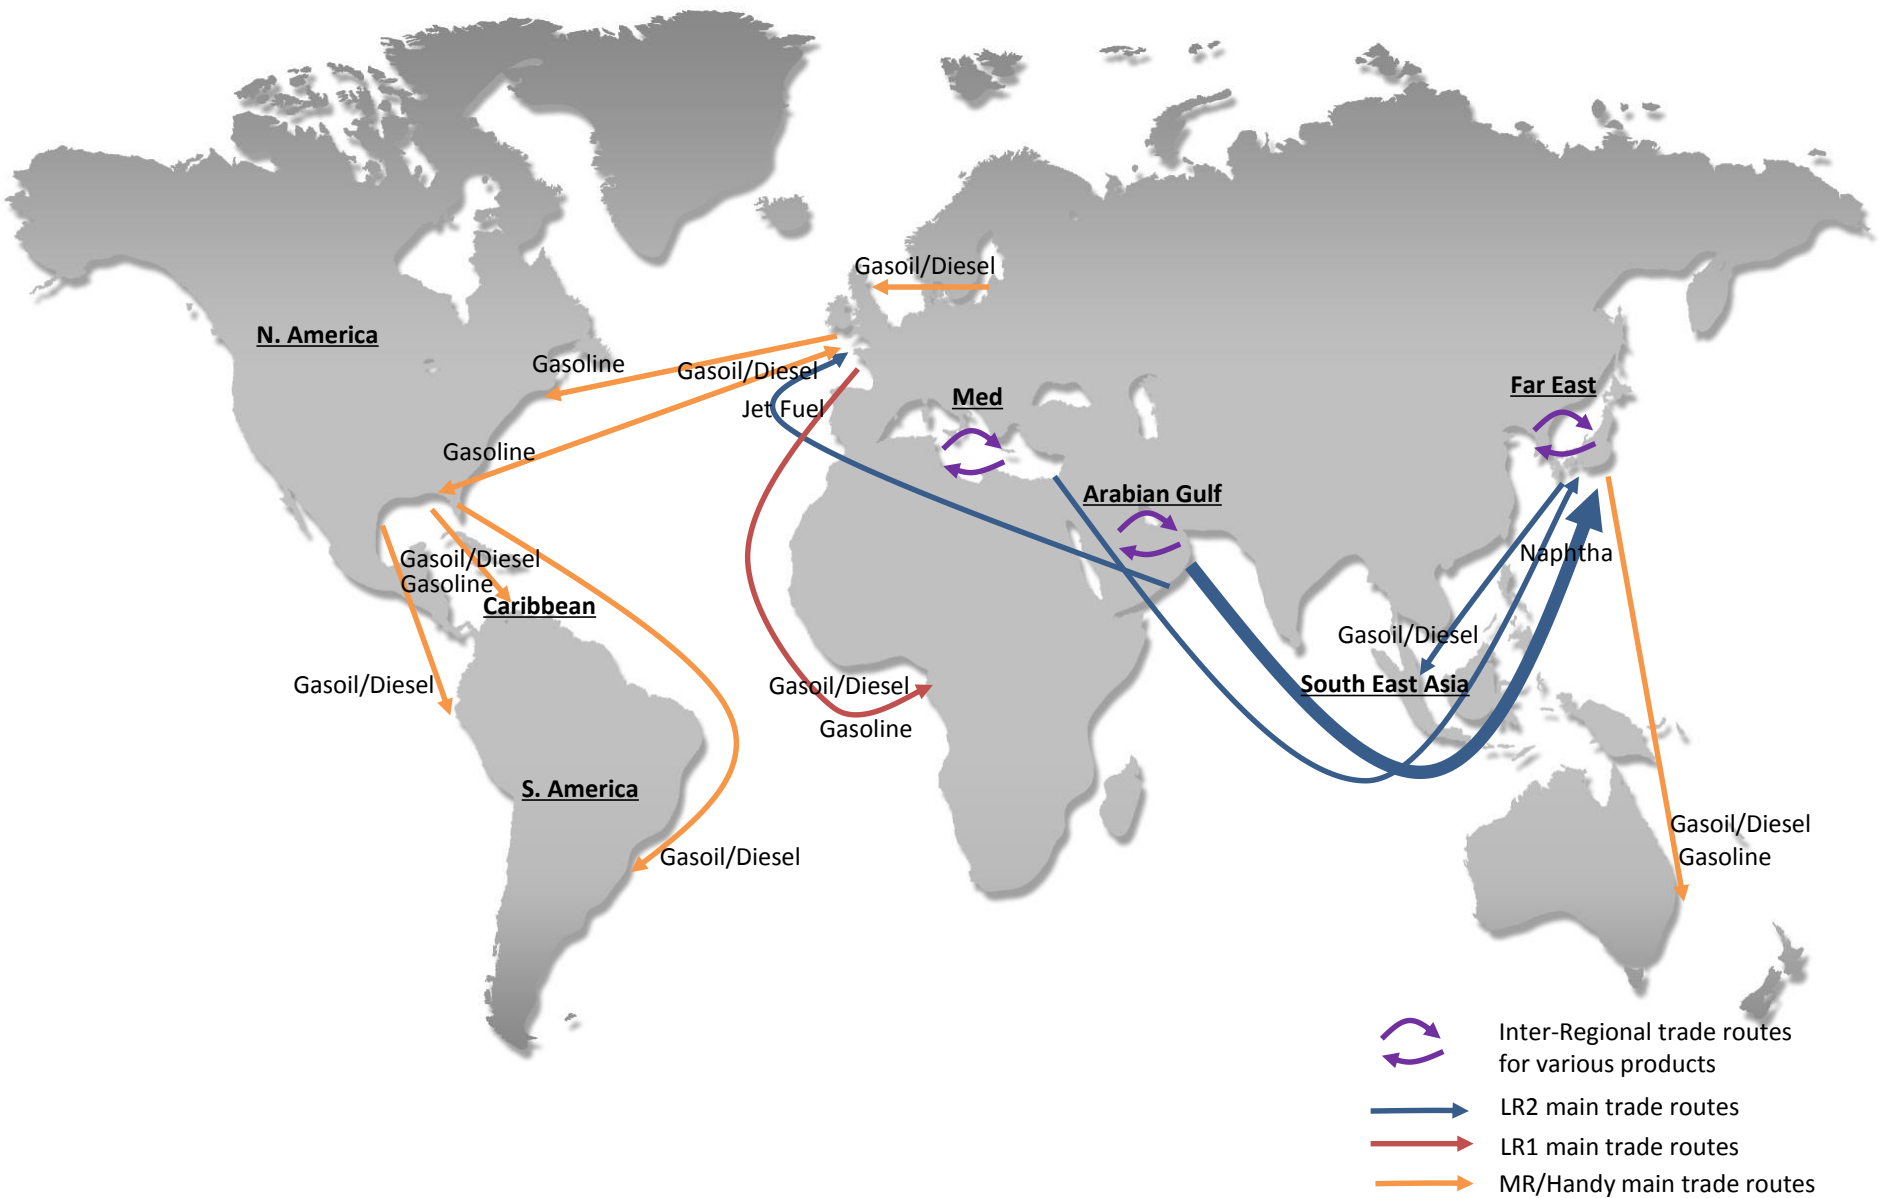 Gasoil/Diesel
N. America
Gasoline
Gasoil/Diesel
Jet Fuel
Med
Far East
Gasoline
Arabian Gulf
Gasoil/Diesel
Gasoline
Caribbean
Naphtha
Gasoil/Diesel
South East Asia
Gasoil/Diesel
Gasoil/Diesel
Gasoline
S. America
Gasoil/Diesel
Gasoil/Diesel
Gasoline
Inter-Regional trade routes
for various products
LR2 main trade routes
LR1 main trade routes
MR/Handy main trade routes